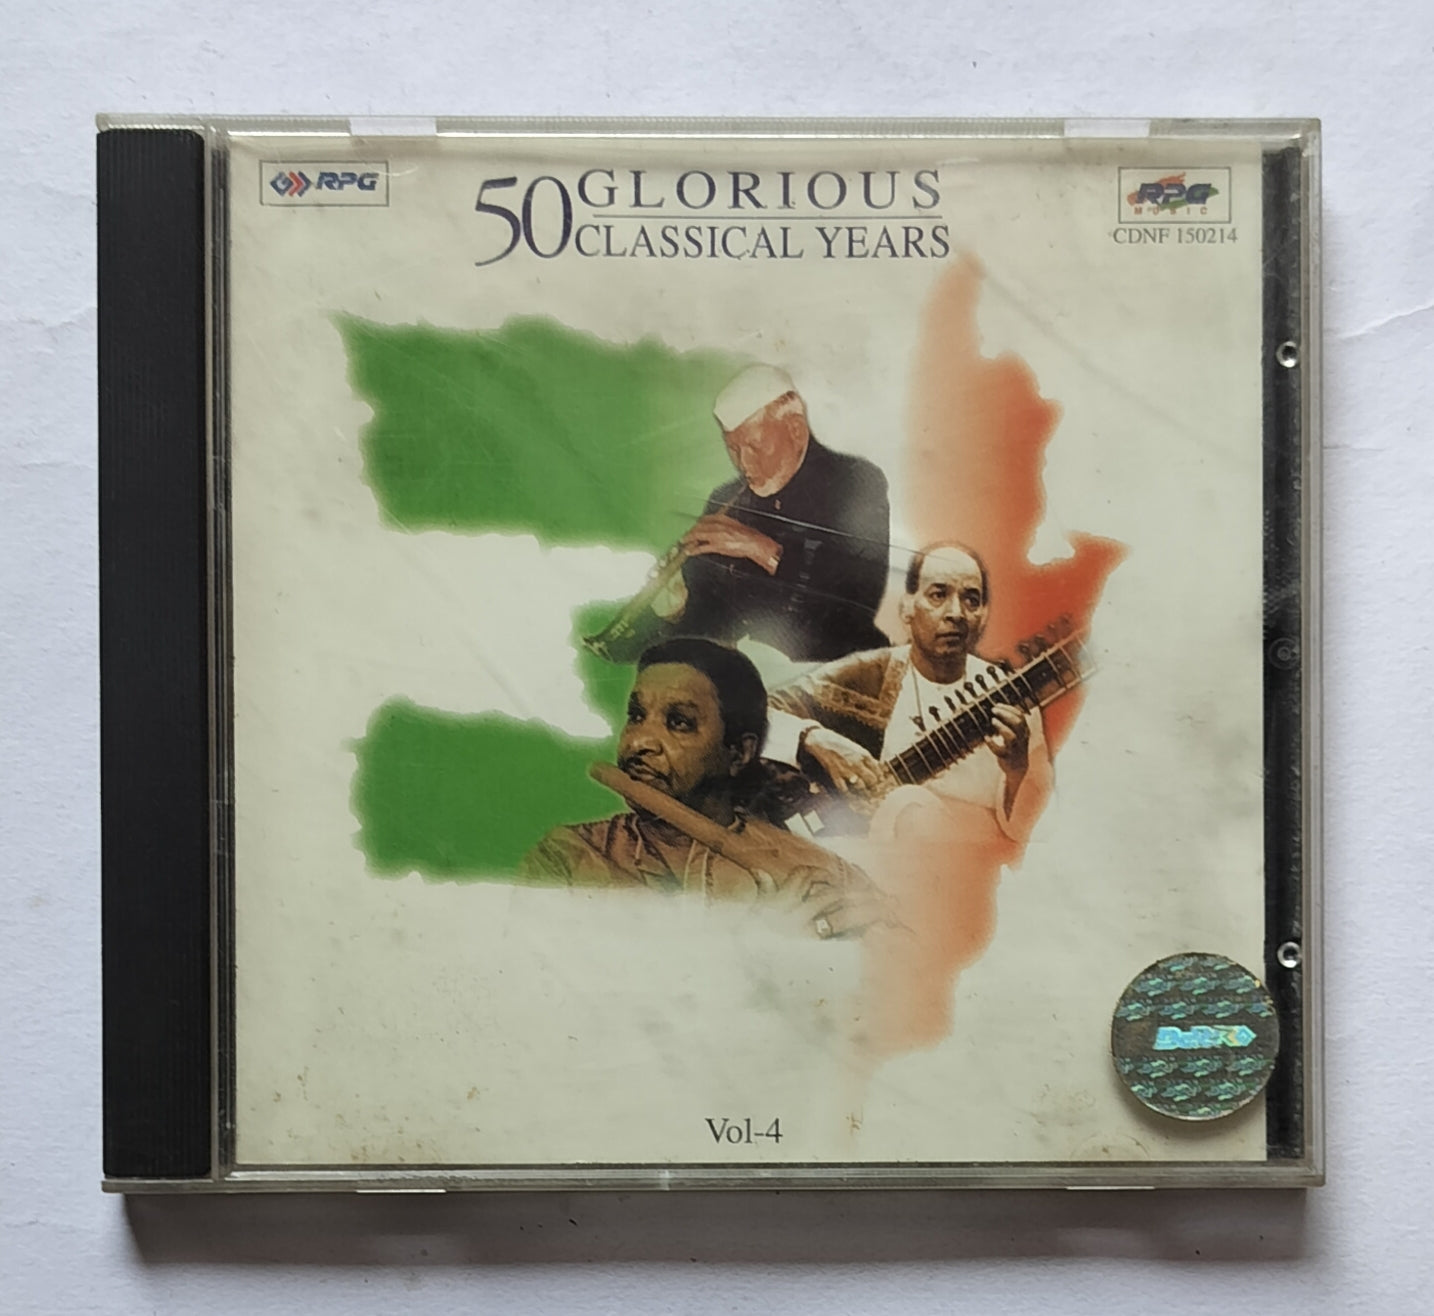 RPG
50 GLORIOUS
CLASSICAL YEARS
RPG
MUSIC
CDNF 150214
Vol-4